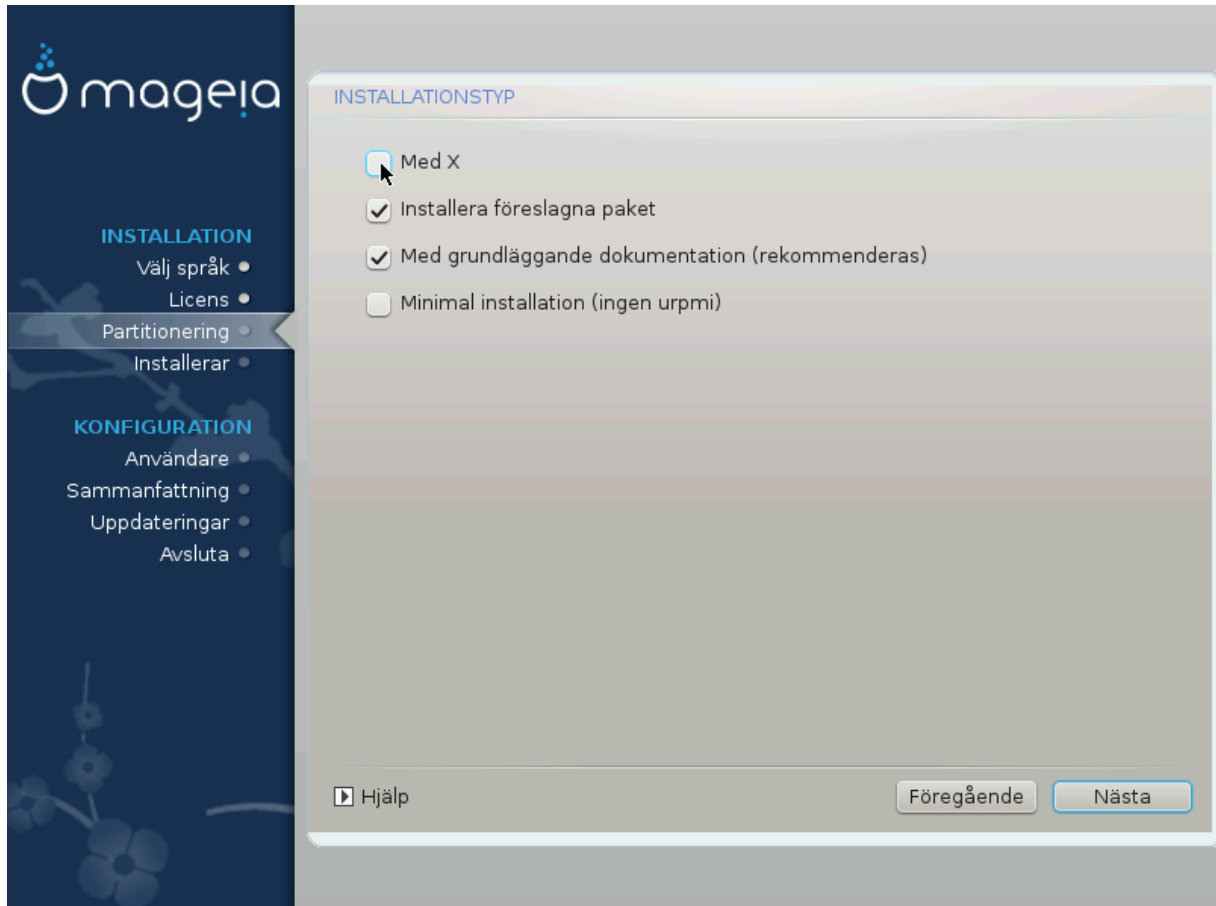 mageia
INSTALLATION
Välj språk
Licens
Partitionering
Installerar
KONFIGURATION
Användare
Sammanfattning
Uppdateringar
Avsluta
INSTALLATIONSTYP
Med X
Installera föreslagna paket
Med grundläggande dokumentation (rekommenderas)
Minimal installation (ingen urpmi)
Hjälp
Föregående
Nästa